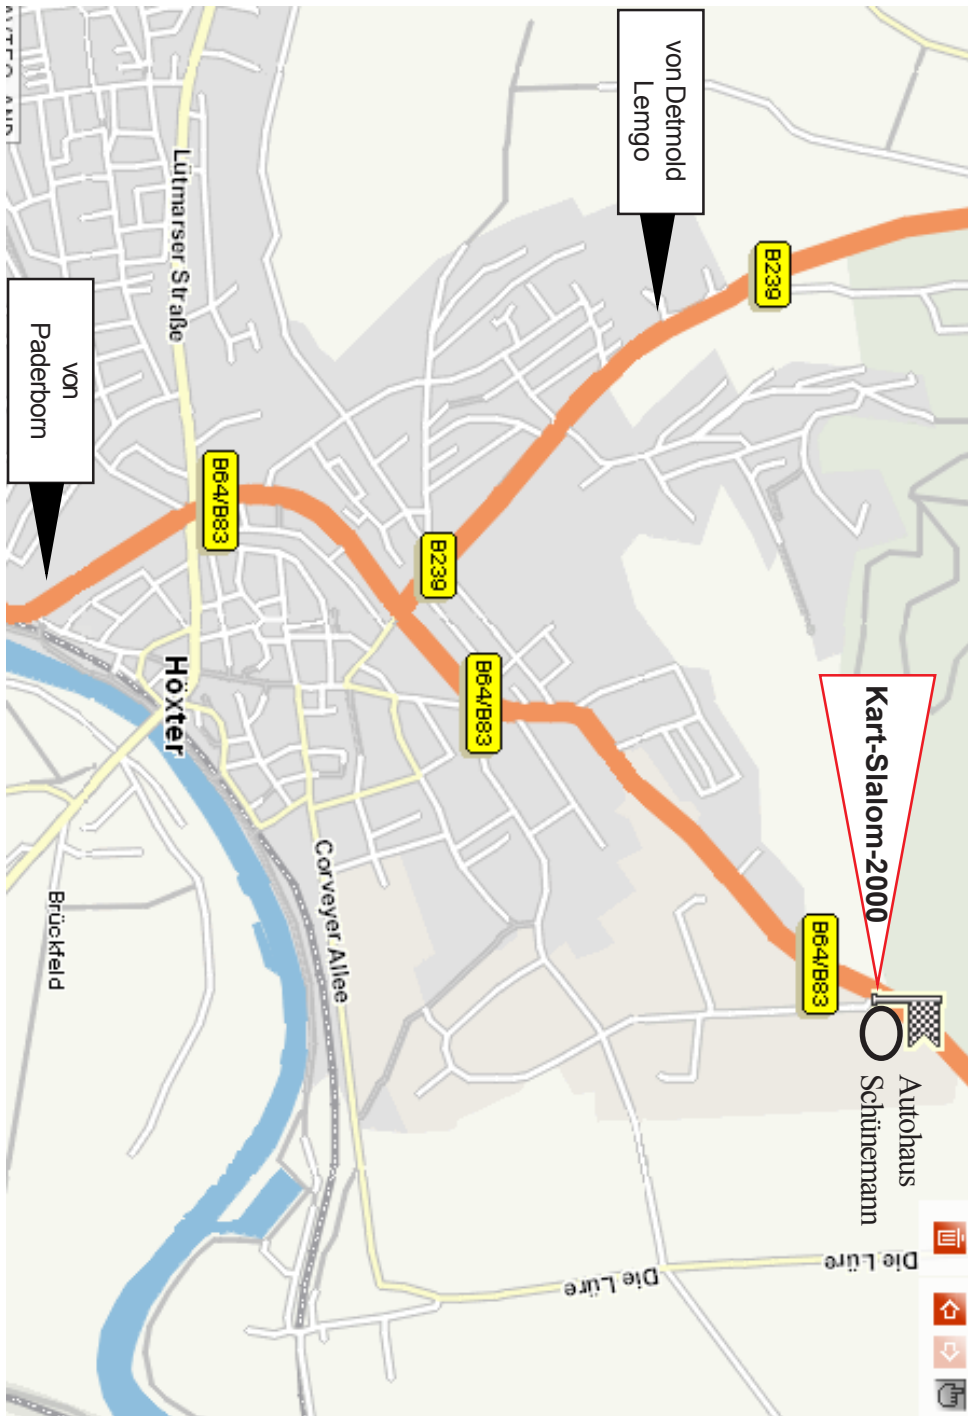 Autohaus
Schünemann
Kart-Slalom-2000
Die Lüre
B64/B83
B239
von Detmold
Lemgo
Die Lüre
B64/B83
B239
Corveyer Allee
B64/B83
Lütmarser Straße
Höxter
von
Paderborn
Brückfeld